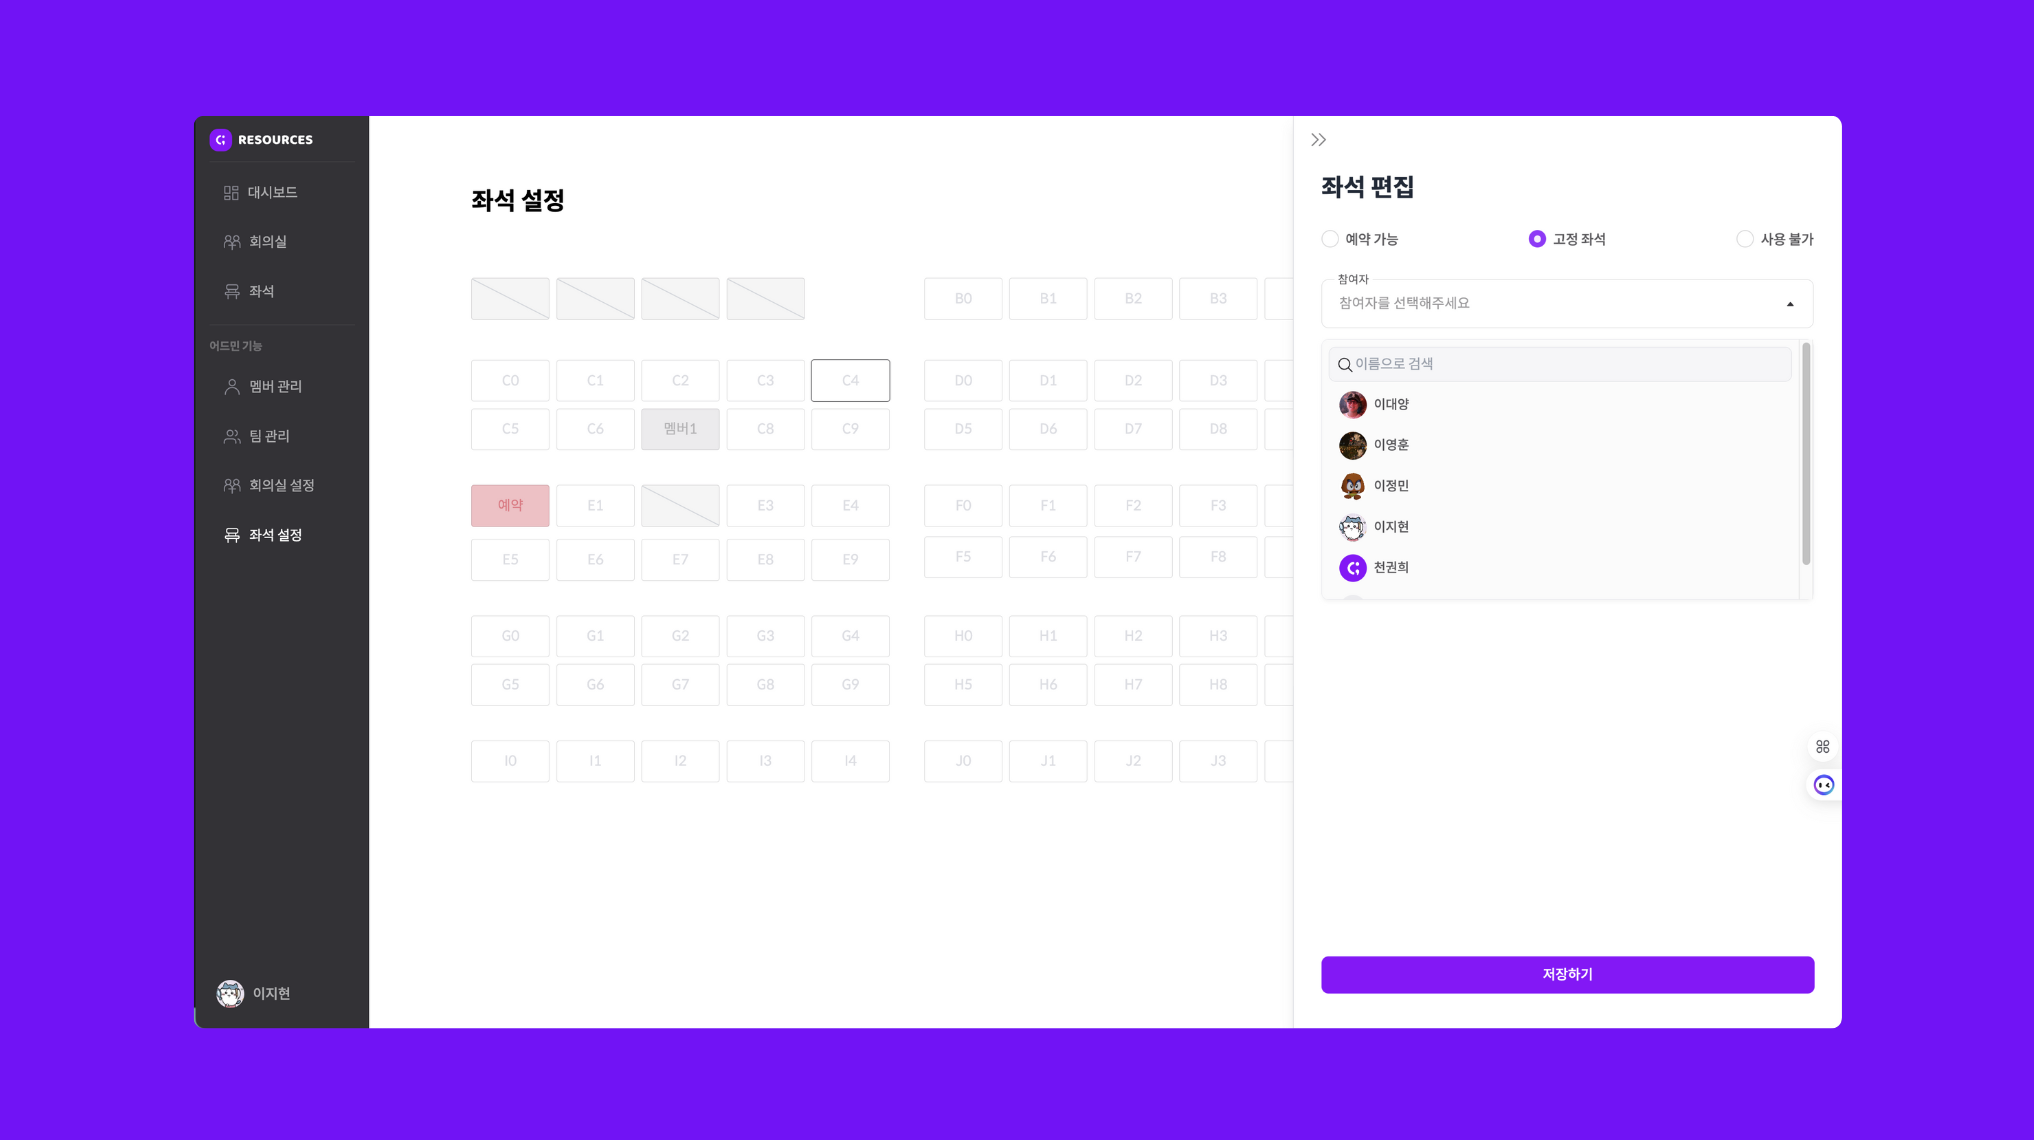 RESOURCES
대시보드
회의실
좌석
어드민 기능
멤버 관리
팀 관리
회의실 설정
좌석 설정
이지현
좌석 설정
B0 B1 B2 B3
C0 C1 C2 C3 C4 D0 D1 D2 D3
C5 C6 멤버1 C8 C9 D5 D6 D7 D8
예약 E1 E3 E4 F0 F1 F2 F3
E5 E6 E7 E8 E9 F5 F6 F7 F8
G0 G1 G2 G3 G4 H0 H1 H2 H3
G5 G6 G7 G8 G9 H5 H6 H7 H8
I0 I1 I2 I3 I4 J0 J1 J2 J3
좌석 편집
예약 가능 고정 좌석 사용 불가
참여자
참여자를 선택해주세요
이름으로 검색
이대양
이영훈
이정민
이지현
천권희
저장하기